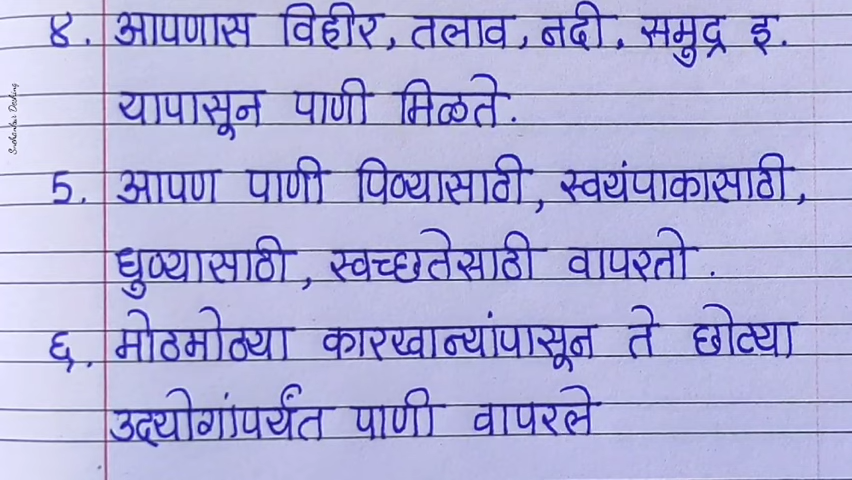 ४. आपणास विहीर, तलाव, नदी, समुद्र इ.
यापासून पाणी मिळते.
5. आपण पाणी पिण्यासाठी, स्वयंपाकासाठी,
धुण्यासाठी, स्वच्छतेसाठी वापरतो.
६. मोठमोठ्या कारखान्यांपासून ते छोट्या
उद्योगांपर्यंत पाणी वापरले